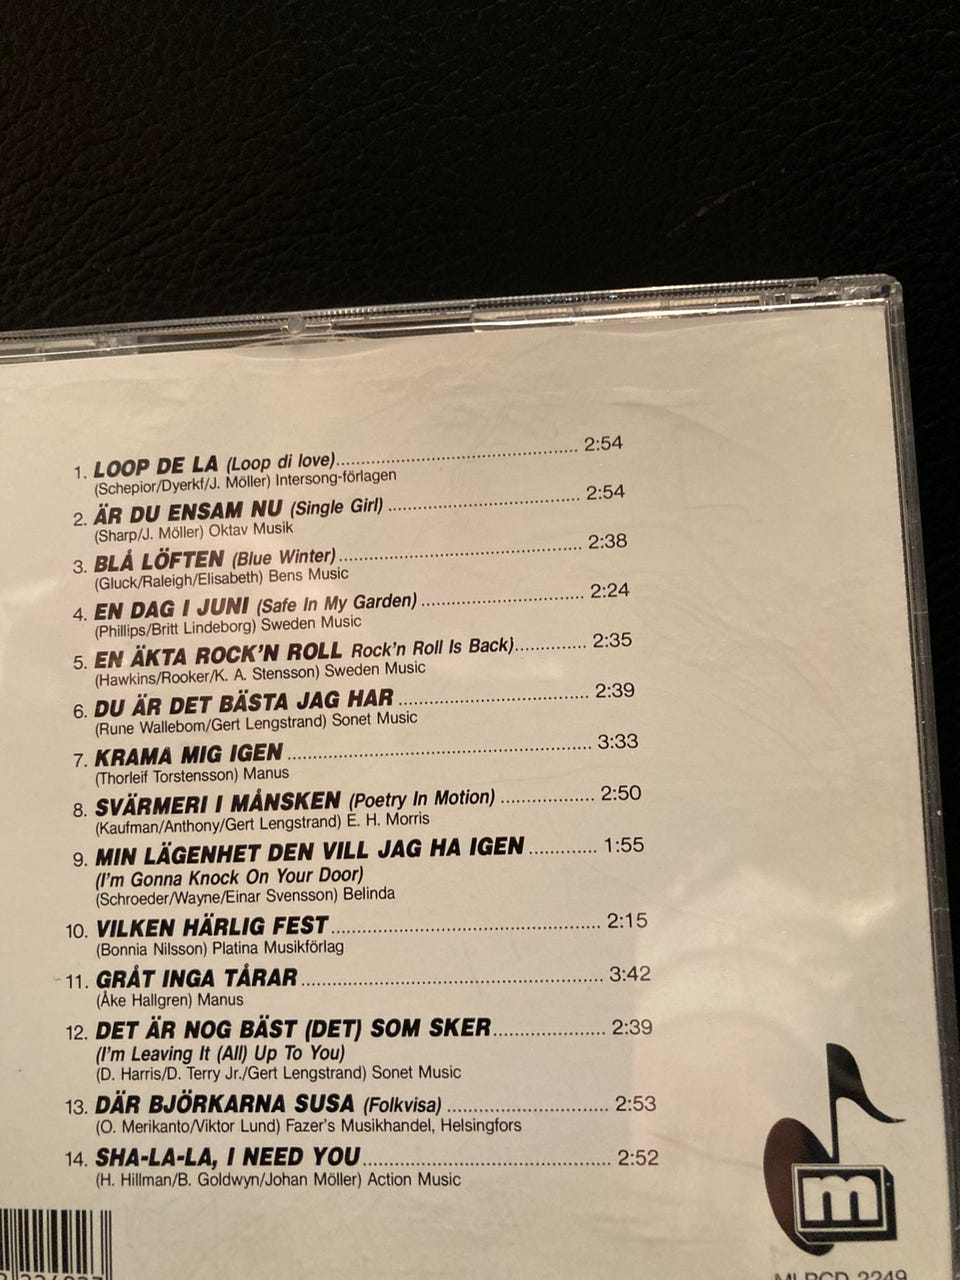 1. LOOP DE LA (Loop di love)........ 2:54
(Schepior/Dyerkf/J. Möller) Intersong-förlagen
2. ÄR DU ENSAM NU (Single Girl) ........ 2:54
(Sharp/J. Möller) Oktav Musik
3. BLÅ LÖFTEN (Blue Winter)........ 2:38
(Gluck/Raleigh/Elisabeth) Bens Music
4. EN DAG I JUNI (Safe In My Garden) ........ 2:24
(Phillips/Britt Lindeborg) Sweden Music
5. EN ÄKTA ROCK'N ROLL Rock'n Roll Is Back)........ 2:35
(Hawkins/Rooker/K. A. Stensson) Sweden Music
6. DU ÄR DET BÄSTA JAG HAR ........ 2:39
(Rune Wallebom/Gert Lengstrand) Sonet Music
7. KRAMA MIG IGEN ........ 3:33
(Thorleif Torstensson) Manus
8. SVÄRMERI I MÅNSKEN (Poetry In Motion) ........ 2:50
(Kaufman/Anthony/Gert Lengstrand) E. H. Morris
9. MIN LÄGENHET DEN VILL JAG HA IGEN ........ 1:55
(I'm Gonna Knock On Your Door)
(Schroeder/Wayne/Einar Svensson) Belinda
10. VILKEN HÄRLIG FEST ........ 2:15
(Bonnia Nilsson) Platina Musikförlag
11. GRÅT INGA TÅRAR ........ 3:42
(Åke Hallgren) Manus
12. DET ÄR NOG BÄST (DET) SOM SKER........ 2:39
(I'm Leaving It (All) Up To You)
(D. Harris/D. Terry Jr./Gert Lengstrand) Sonet Music
13. DÄR BJÖRKARNA SUSA (Folkvisa) ........ 2:53
(O. Merikanto/Viktor Lund) Fazer's Musikhandel, Helsingfors
14. SHA-LA-LA, I NEED YOU ........ 2:52
(H. Hillman/B. Goldwyn/Johan Möller) Action Music
m
MLPCD 2249